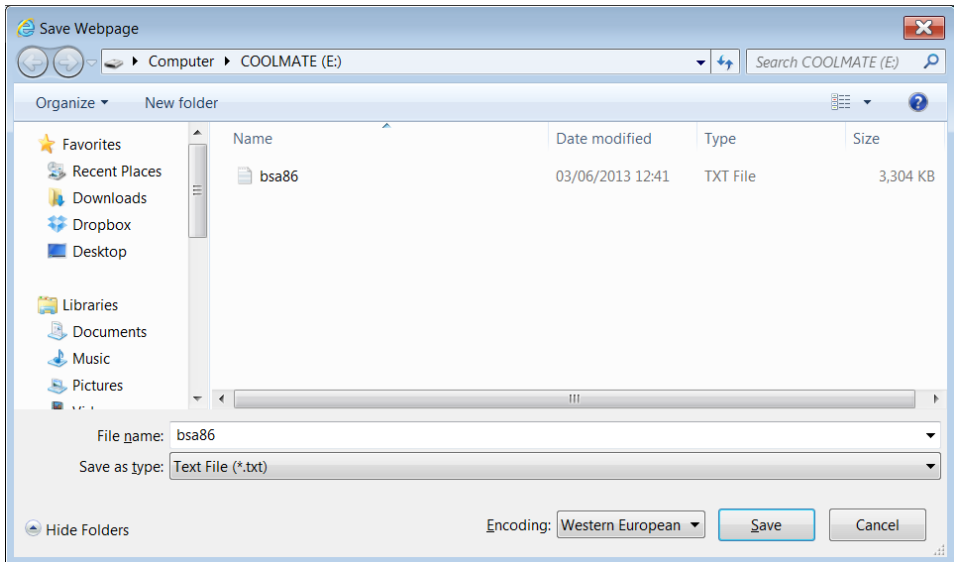 Save Webpage
Computer COOLMATE (E:) Search COOLMATE (E:)
Organize New folder
Favorites
Recent Places
Downloads
Dropbox
Desktop
Libraries
Documents
Music
Pictures
Name Date modified Type Size
bsa86 03/06/2013 12:41 TXT File 3,304 KB
File name: bsa86
Save as type: Text File (*.txt)
Hide Folders Encoding: Western European Save Cancel